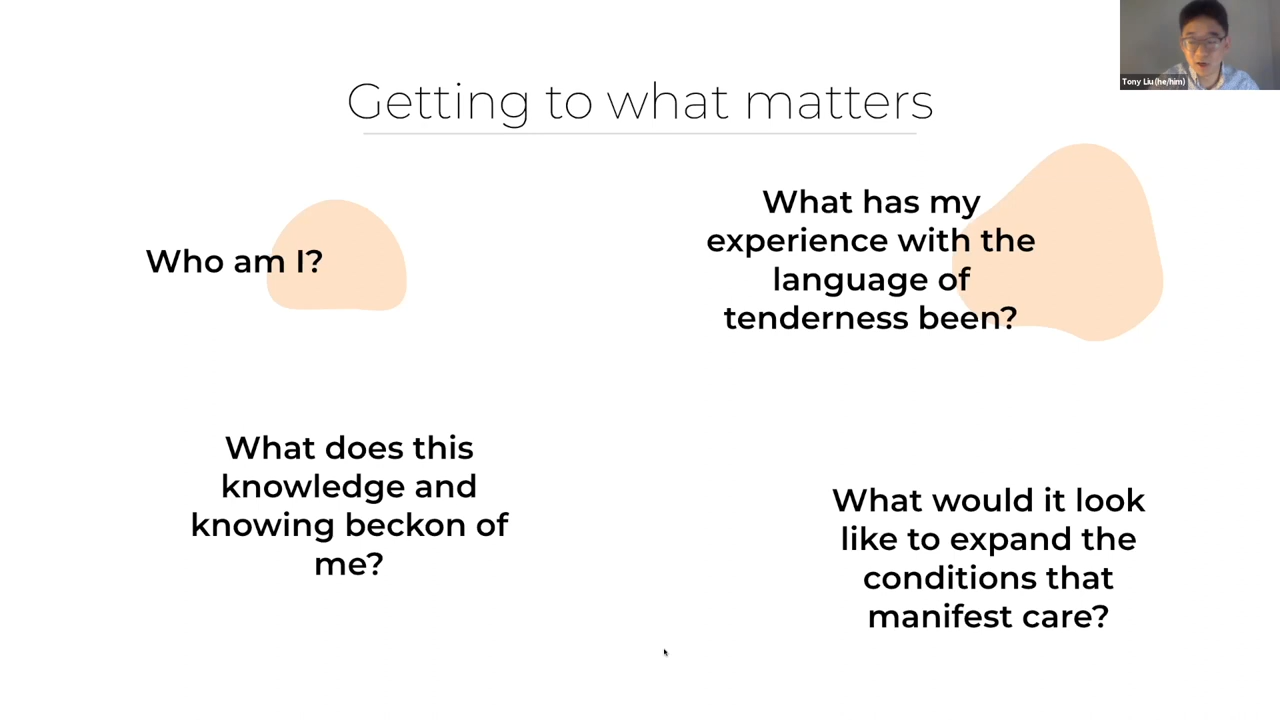 Tony Liu (he/him)
Getting to what matters
Who am I?
What has my
experience with the
language of
tenderness been?
What does this
knowledge and
knowing beckon of
me?
What would it look
like to expand the
conditions that
manifest care?